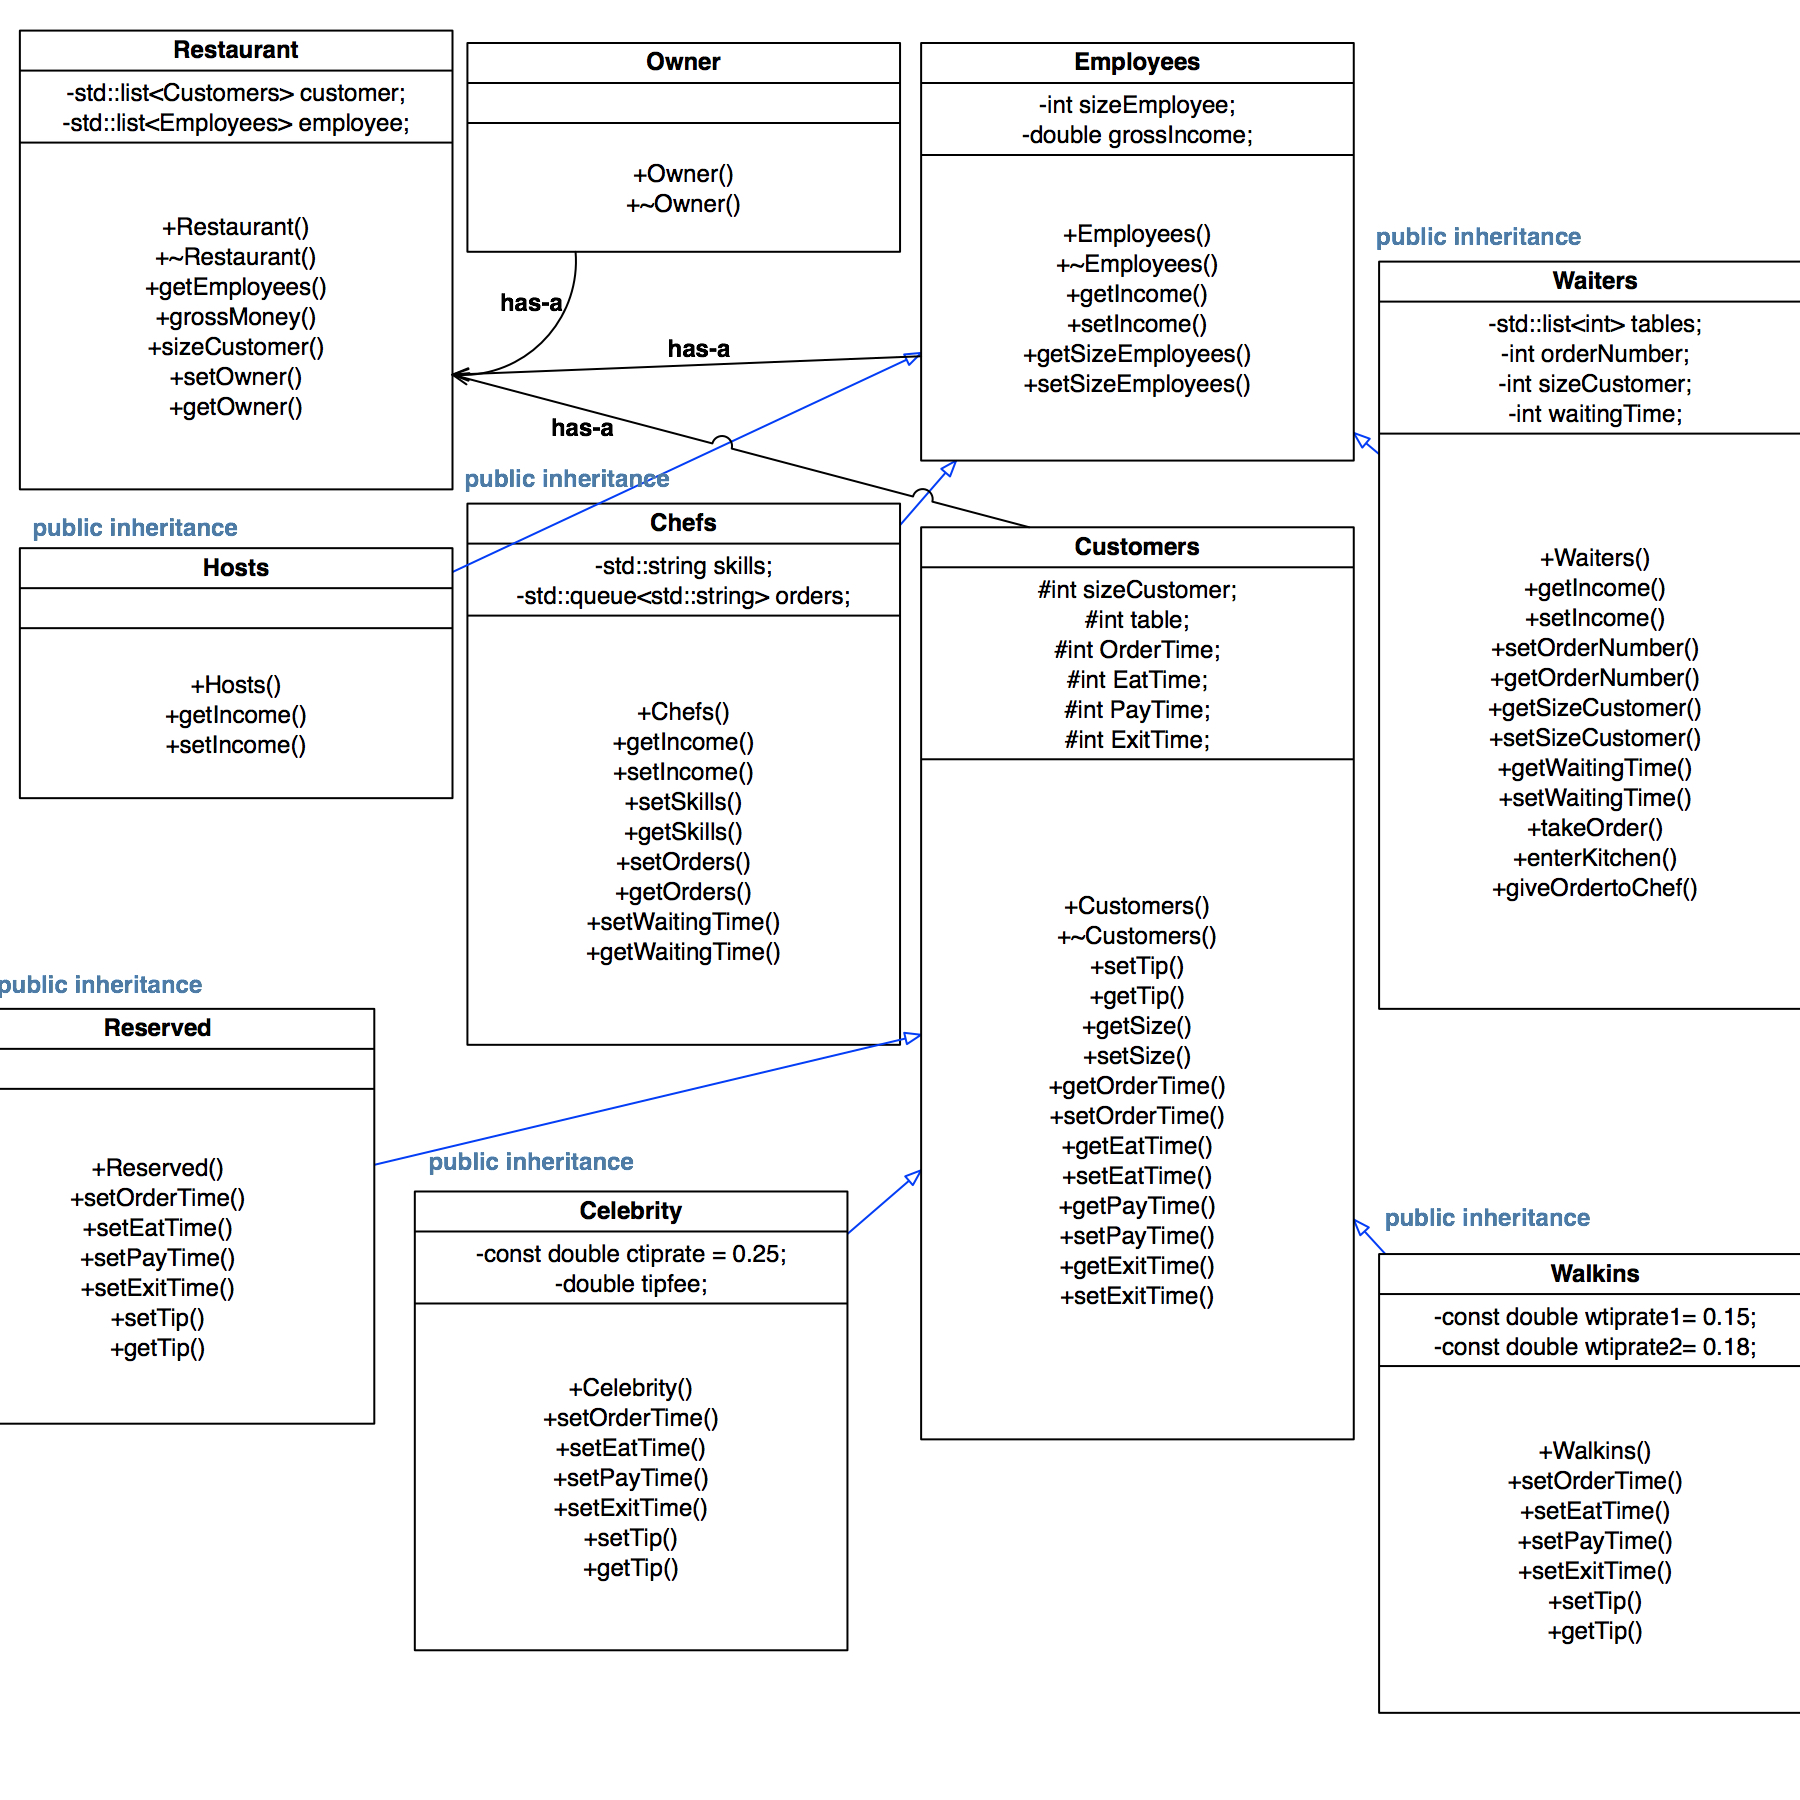 Restaurant
-std::list<Customers> customer;
-std::list<Employees> employee;
+Restaurant()
+~Restaurant()
+getEmployees()
+grossMoney()
+sizeCustomer()
+setOwner()
+getOwner()
Owner
+Owner()
+~Owner()
has-a
has-a
has-a
Employees
-int sizeEmployee;
-double grossIncome;
+Employees()
+~Employees()
+getIncome()
+setIncome()
+getSizeEmployees()
+setSizeEmployees()
public inheritance
Waiters
-std::list<int> tables;
-int orderNumber;
-int sizeCustomer;
-int waitingTime;
+Waiters()
+getIncome()
+setIncome()
+setOrderNumber()
+getOrderNumber()
+getSizeCustomer()
+setSizeCustomer()
+getWaitingTime()
+setWaitingTime()
+takeOrder()
+enterKitchen()
+giveOrdertoChef()
public inheritance
Hosts
+Hosts()
+getIncome()
+setIncome()
public inheritance
Chefs
-std::string skills;
-std::queue<std::string> orders;
+Chefs()
+getIncome()
+setIncome()
+setSkills()
+getSkills()
+setOrders()
+getOrders()
+setWaitingTime()
+getWaitingTime()
Customers
#int sizeCustomer;
#int table;
#int OrderTime;
#int EatTime;
#int PayTime;
#int ExitTime;
+Customers()
+~Customers()
+setTip()
+getTip()
+getSize()
+setSize()
+getOrderTime()
+setOrderTime()
+getEatTime()
+setEatTime()
+getPayTime()
+setPayTime()
+getExitTime()
+setExitTime()
public inheritance
Reserved
+Reserved()
+setOrderTime()
+setEatTime()
+setPayTime()
+setExitTime()
+setTip()
+getTip()
public inheritance
Celebrity
-const double ctiprate = 0.25;
-double tipfee;
+Celebrity()
+setOrderTime()
+setEatTime()
+setPayTime()
+setExitTime()
+setTip()
+getTip()
public inheritance
Walkins
-const double wtiprate1= 0.15;
-const double wtiprate2= 0.18;
+Walkins()
+setOrderTime()
+setEatTime()
+setPayTime()
+setExitTime()
+setTip()
+getTip()